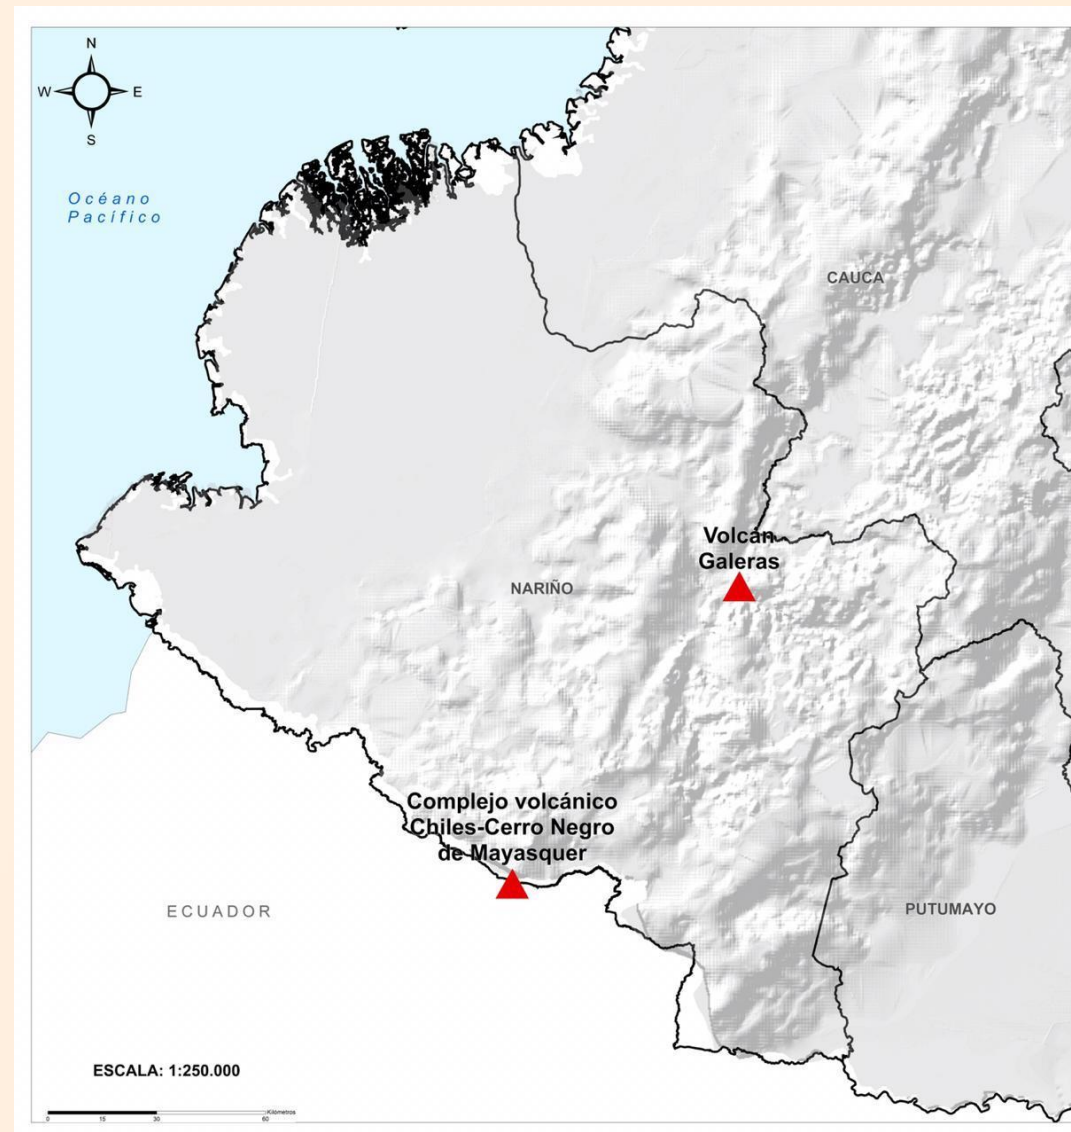 N
W
E
S
Océano
Pacífico
CAUCA
Volcán
Galeras
NARIÑO
Complejo volcánico
Chiles-Cerro Negro
de Mayasquer
ECUADOR
PUTUMAYO
ESCALA: 1:250.000
Kilómetros
0 15 30 60